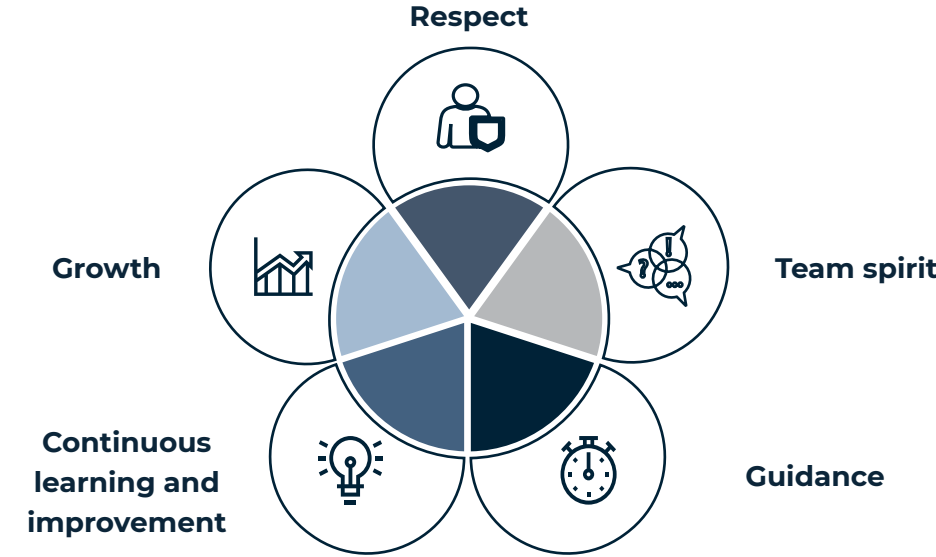 Respect
Growth
Team spirit
Continuous
learning and
improvement
Guidance